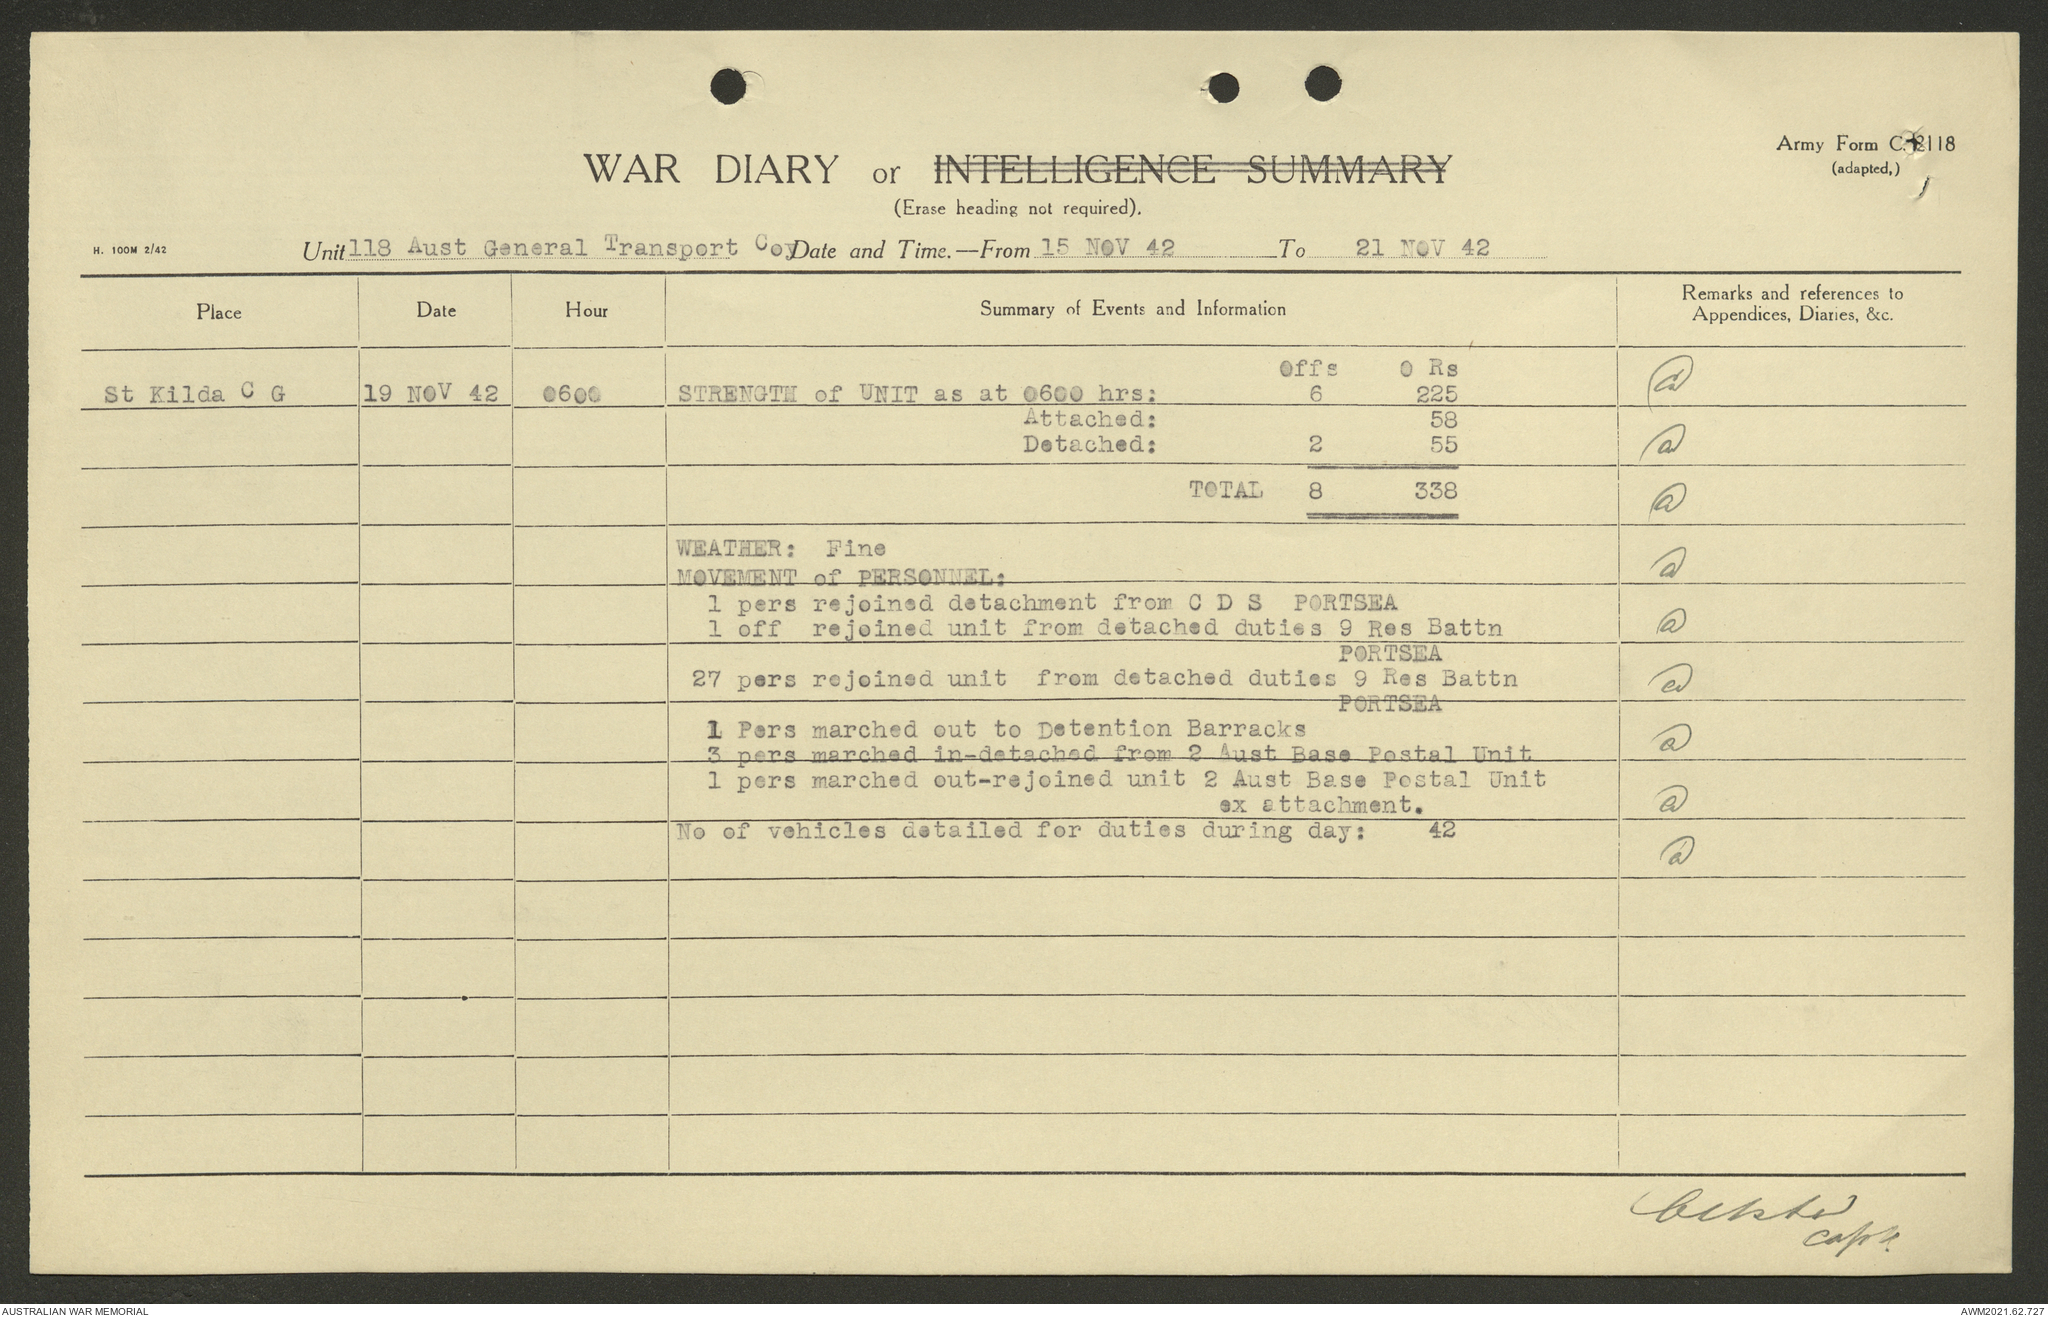 Army Form C. 2118
(adapted,)
WAR DIARY or INTELLIGENCE SUMMARY
(Erase heading not required).
H. 100M 2/42
Unit 118 Aust General Transport Coy Date and Time.—From 15 NOV 42 To 21 NOV 42
Place Date Hour Summary of Events and Information Remarks and references to
Appendices, Diaries, &c.
Offs O Rs
St Kilda C G 19 NOV 42 0600 STRENGTH of UNIT as at 0600 hrs: 6 225
Attached: 58
Detached: 2 55
TOTAL 8 338
WEATHER: Fine
MOVEMENT of PERSONNEL:
1 pers rejoined detachment from C D S PORTSEA
1 off rejoined unit from detached duties 9 Res Battn
PORTSEA
27 pers rejoined unit from detached duties 9 Res Battn
PORTSEA
1 Pers marched out to Detention Barracks
3 pers marched in-detached from 2 Aust Base Postal Unit
1 pers marched out-rejoined unit 2 Aust Base Postal Unit
ex attachment.
No of vehicles detailed for duties during day: 42
a
a
a
a
a
a
a
a
a
Capt.
AUSTRALIAN WAR MEMORIAL
AWM2021.62.727